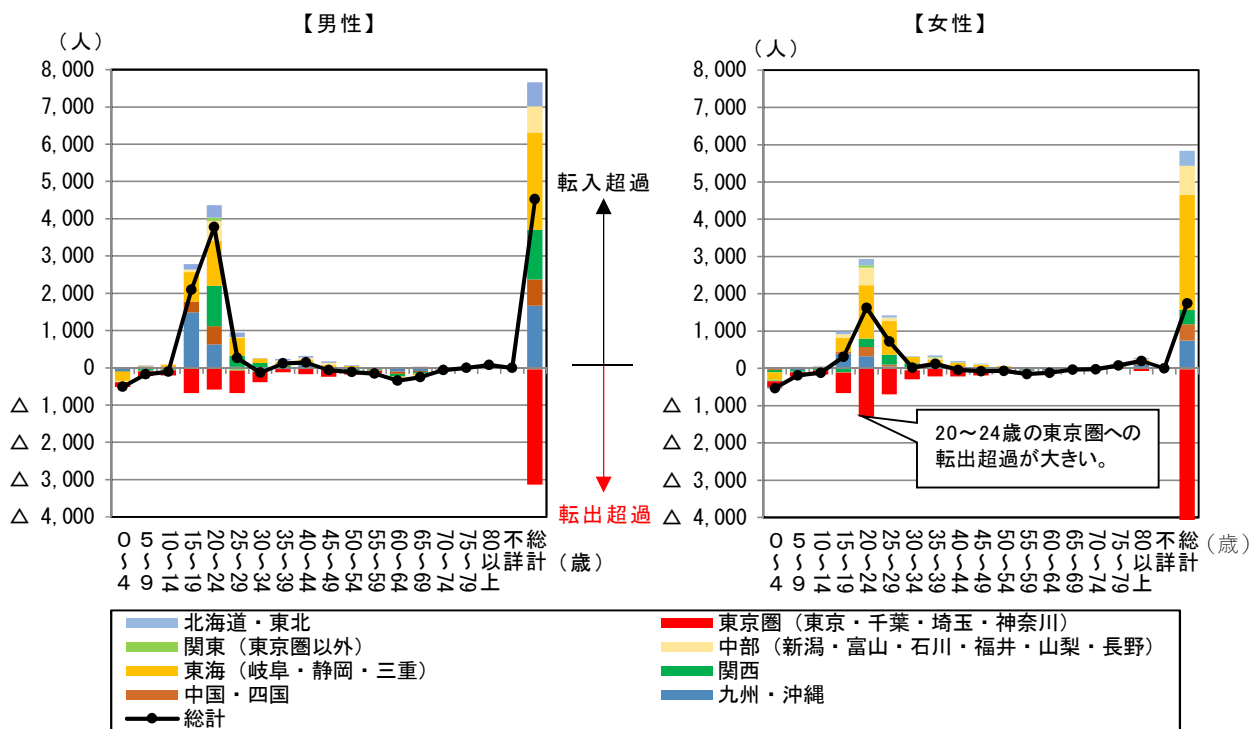 【男性】
【女性】
（人）
（人）
8,000
7,000
6,000
5,000
4,000
3,000
2,000
1,000
0
△ 1,000
△ 2,000
△ 3,000
△ 4,000
0～4
5～9
10～14
15～19
20～24
25～29
30～34
35～39
40～44
45～49
50～54
55～59
60～64
65～69
70～74
75～79
80以上
不詳
総計
（歳）
転入超過
転出超過
8,000
7,000
6,000
5,000
4,000
3,000
2,000
1,000
0
△ 1,000
△ 2,000
△ 3,000
△ 4,000
20～24歳の東京圏への
転出超過が大きい。
0～4
5～9
10～14
15～19
20～24
25～29
30～34
35～39
40～44
45～49
50～54
55～59
60～64
65～69
70～74
75～79
80以上
不詳
総計
（歳）
北海道・東北
東京圏（東京・千葉・埼玉・神奈川）
関東（東京圏以外）
中部（新潟・富山・石川・福井・山梨・長野）
東海（岐阜・静岡・三重）
関西
中国・四国
九州・沖縄
総計